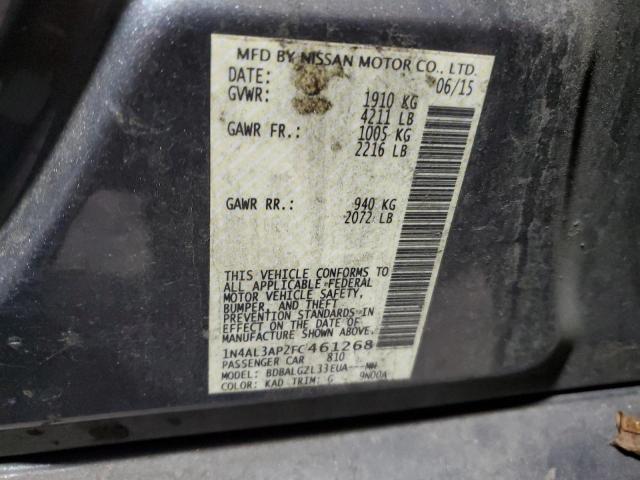 MFD BY NISSAN MOTOR CO., LTD.
DATE: 06/15
GVWR: 1910 KG
4211 LB
GAWR FR.: 1005 KG
2216 LB
GAWR RR.: 940 KG
2072 LB
THIS VEHICLE CONFORMS TO
ALL APPLICABLE FEDERAL
MOTOR VEHICLE SAFETY,
BUMPER, AND THEFT
PREVENTION STANDARDS IN
EFFECT ON THE DATE OF
MANUFACTURE SHOWN ABOVE.
1N4AL3AP2FC461268
PASSENGER CAR 810
MODEL: BDBALGZL33EUA---NW
COLOR: KAD TRIM: G 9N00A